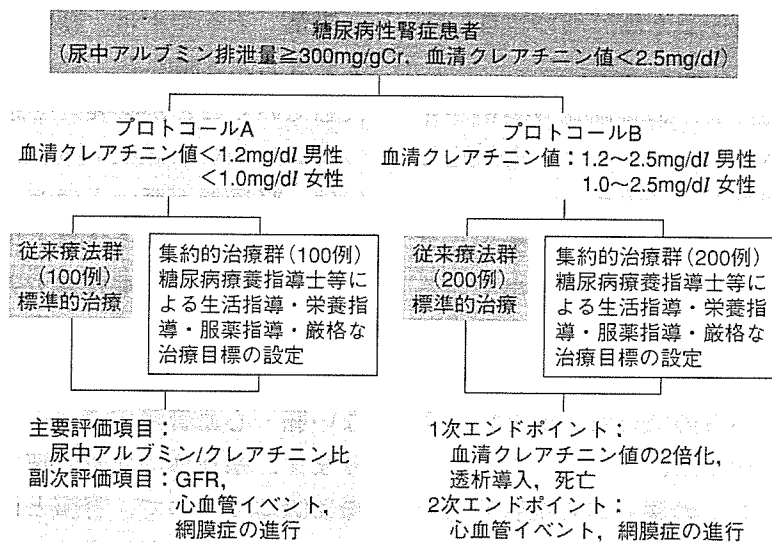 糖尿病性腎症患者
(尿中アルブミン排泄量≧300mg/gCr, 血清クレアチニン値<2.5mg/dl)
プロトコールA
血清クレアチニン値<1.2mg/dl 男性
<1.0mg/dl 女性
プロトコールB
血清クレアチニン値:1.2〜2.5mg/dl 男性
1.0〜2.5mg/dl 女性
従来療法群
(100例)
標準的治療
集約的治療群(100例)
糖尿病療養指導士等に
よる生活指導・栄養指
導・服薬指導・厳格な
治療目標の設定
従来療法群
(200例)
標準的治療
集約的治療群(200例)
糖尿病療養指導士等に
よる生活指導・栄養指
導・服薬指導・厳格な
治療目標の設定
主要評価項目:
尿中アルブミン/クレアチニン比
副次評価項目:GFR,
心血管イベント,
網膜症の進行
1次エンドポイント:
血清クレアチニン値の2倍化,
透析導入, 死亡
2次エンドポイント:
心血管イベント, 網膜症の進行